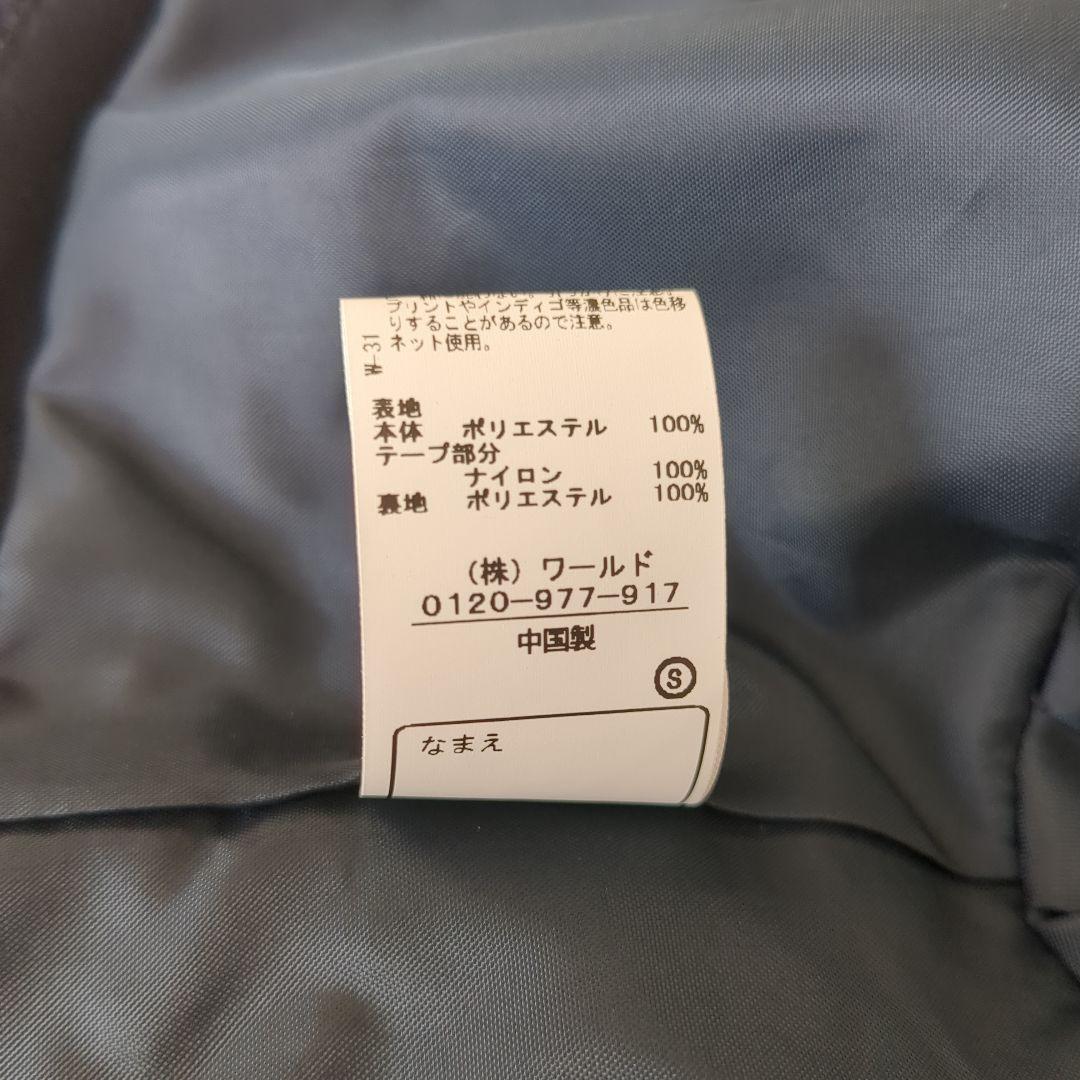 プリントやインディゴ等濃色品は色移
りすることがあるので注意。
ネット使用。
W-31
表地
本体 ポリエステル 100%
テープ部分
ナイロン 100%
裏地 ポリエステル 100%
(株)ワールド
0120-977-917
中国製
S
なまえ